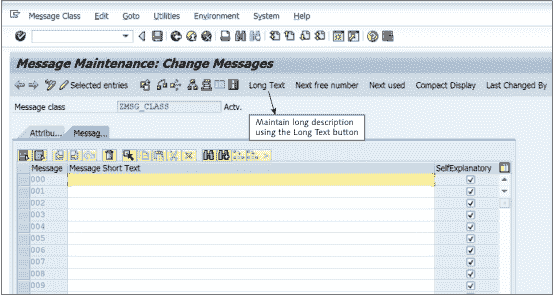 Message Class Edit Goto Utilities Environment System Help
Message Maintenance: Change Messages
Selected entries Long Text Next free number Next used Compact Display Last Changed By
Message class ZMSG_CLASS Actv.
Maintain long description
using the Long Text button
Attribu... Messag...
Message Message Short Text SelfExplanatory
000
001
002
003
004
005
006
007
008
009